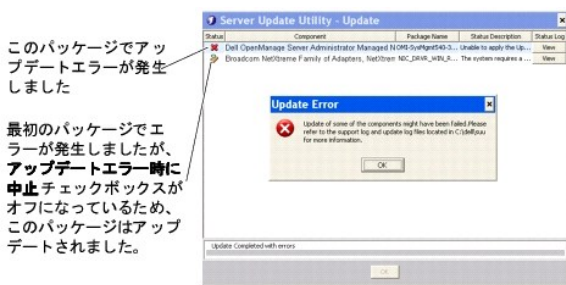 このパッケージでアッ
プデートエラーが発生
しました
最初のパッケージでエ
ラーが発生しましたが、
アップデートエラー時に
中止チェックボックスが
オフになっているため、
このパッケージはアップ
デートされました。
Server Update Utility - Update
Status Component Package Name Status Description Status Log
Dell OpenManage Server Administrator Managed N OMI-SysMgmt540-3... Unable to apply the Up... View
Broadcom NetXtreme Family of Adapters, NetXtrem NIC_DRVR_WIN_R... The system requires a ... View
Update Error
Update of some of the components might have been failed.Please
refer to the support log and update log files located in C:\dell\suu
for more information.
OK
Update Completed with errors
OK